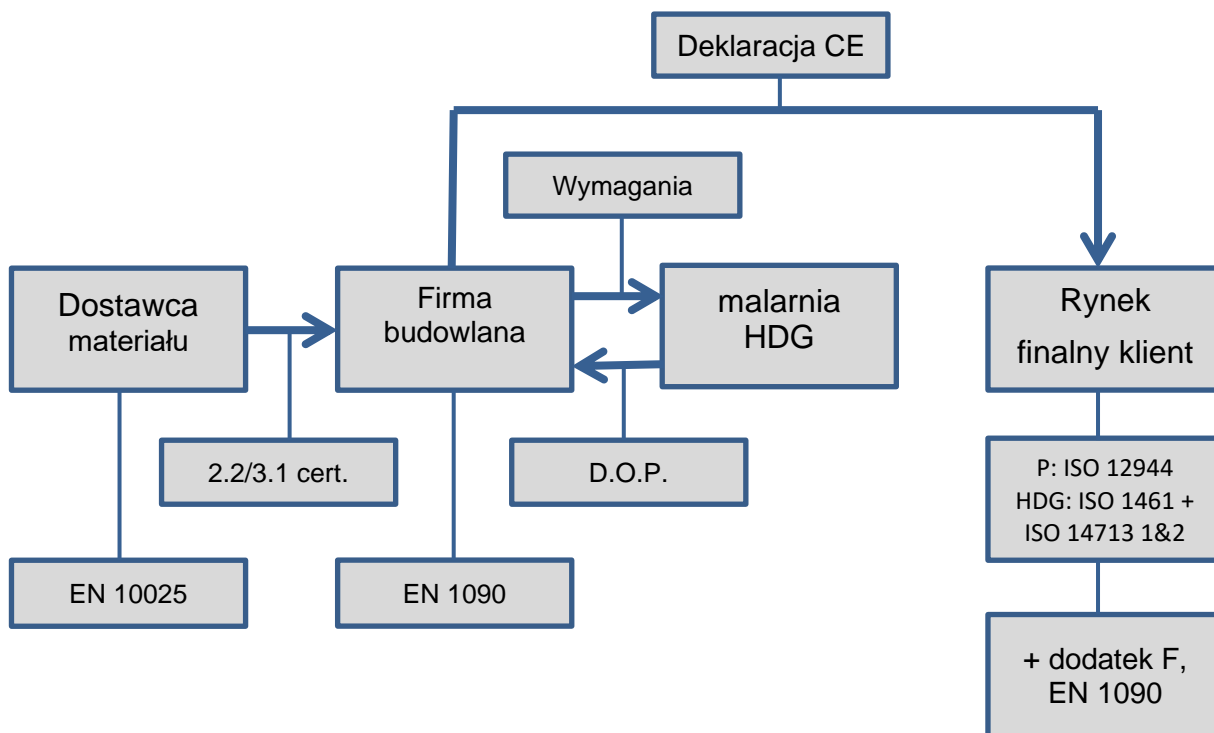 Deklaracja CE
Wymagania
Dostawca
materiału
Firma
budowlana
malarnia
HDG
Rynek
finalny klient
2.2/3.1 cert.
D.O.P.
P: ISO 12944
HDG: ISO 1461 +
ISO 14713 1&2
EN 10025
EN 1090
+ dodatek F,
EN 1090